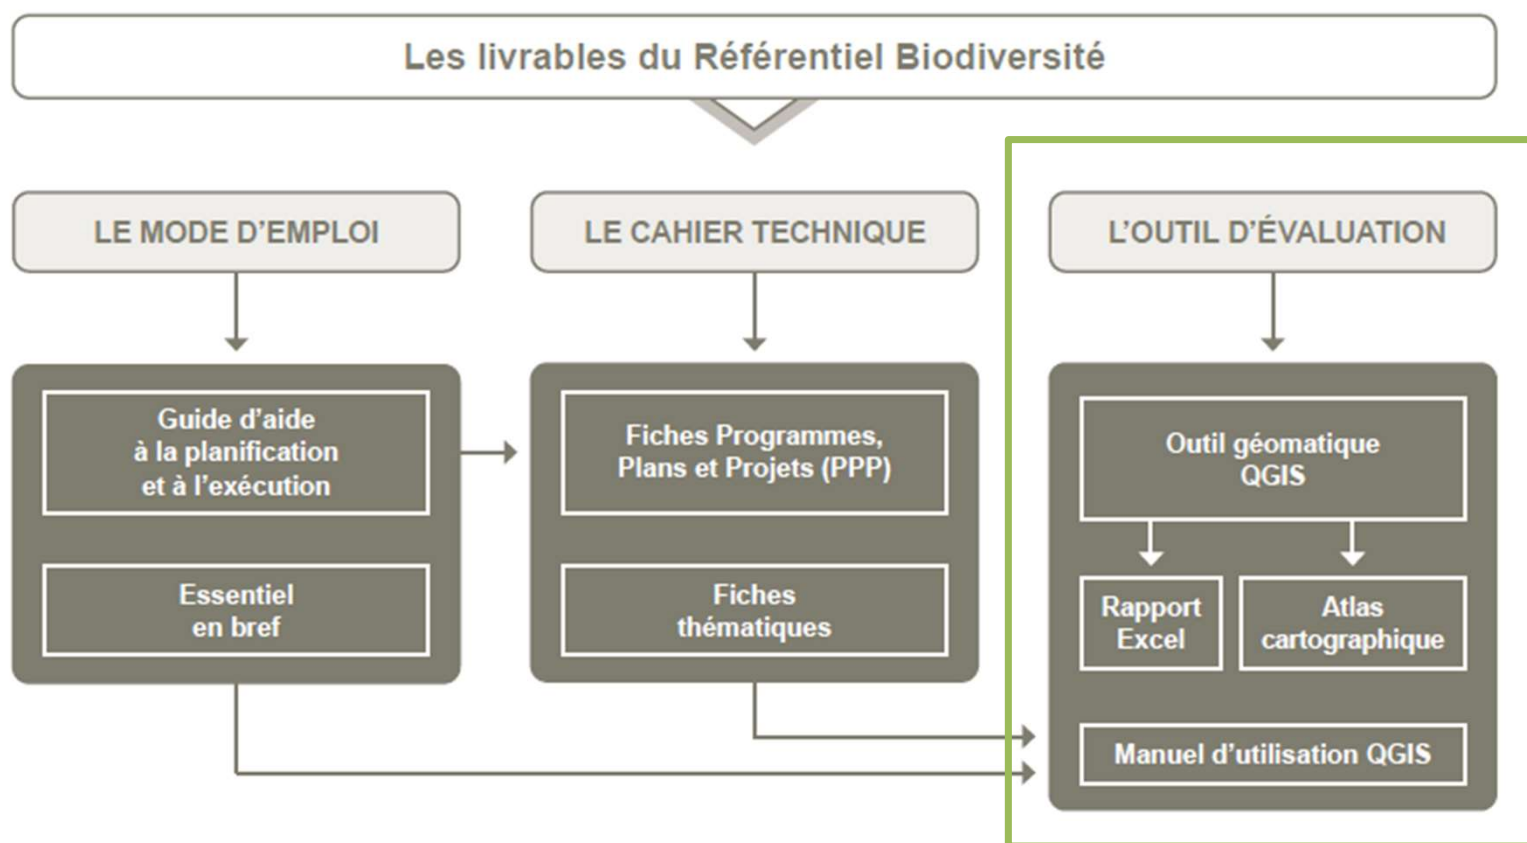 Les livrables du Référentiel Biodiversité
LE MODE D'EMPLOI
Guide d'aide
à la planification
et à l'exécution
Essentiel
en bref
LE CAHIER TECHNIQUE
Fiches Programmes,
Plans et Projets (PPP)
Fiches
thématiques
L'OUTIL D'ÉVALUATION
Outil géomatique
QGIS
Rapport
Excel
Atlas
cartographique
Manuel d'utilisation QGIS